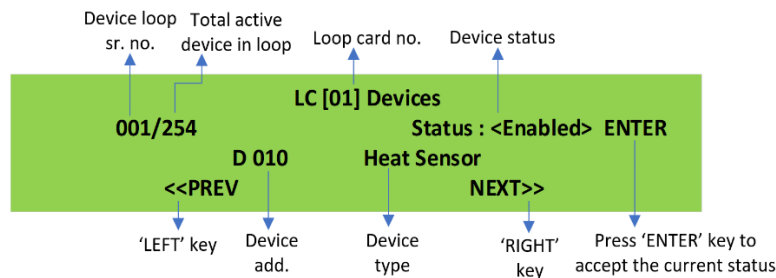 Device loop sr. no.
Total active device in loop
Loop card no.
Device status
LC [01] Devices
001/254 Status : <Enabled> ENTER
D 010 Heat Sensor
<<PREV NEXT>>
'LEFT' key
Device add.
Device type
'RIGHT' key
Press 'ENTER' key to accept the current status